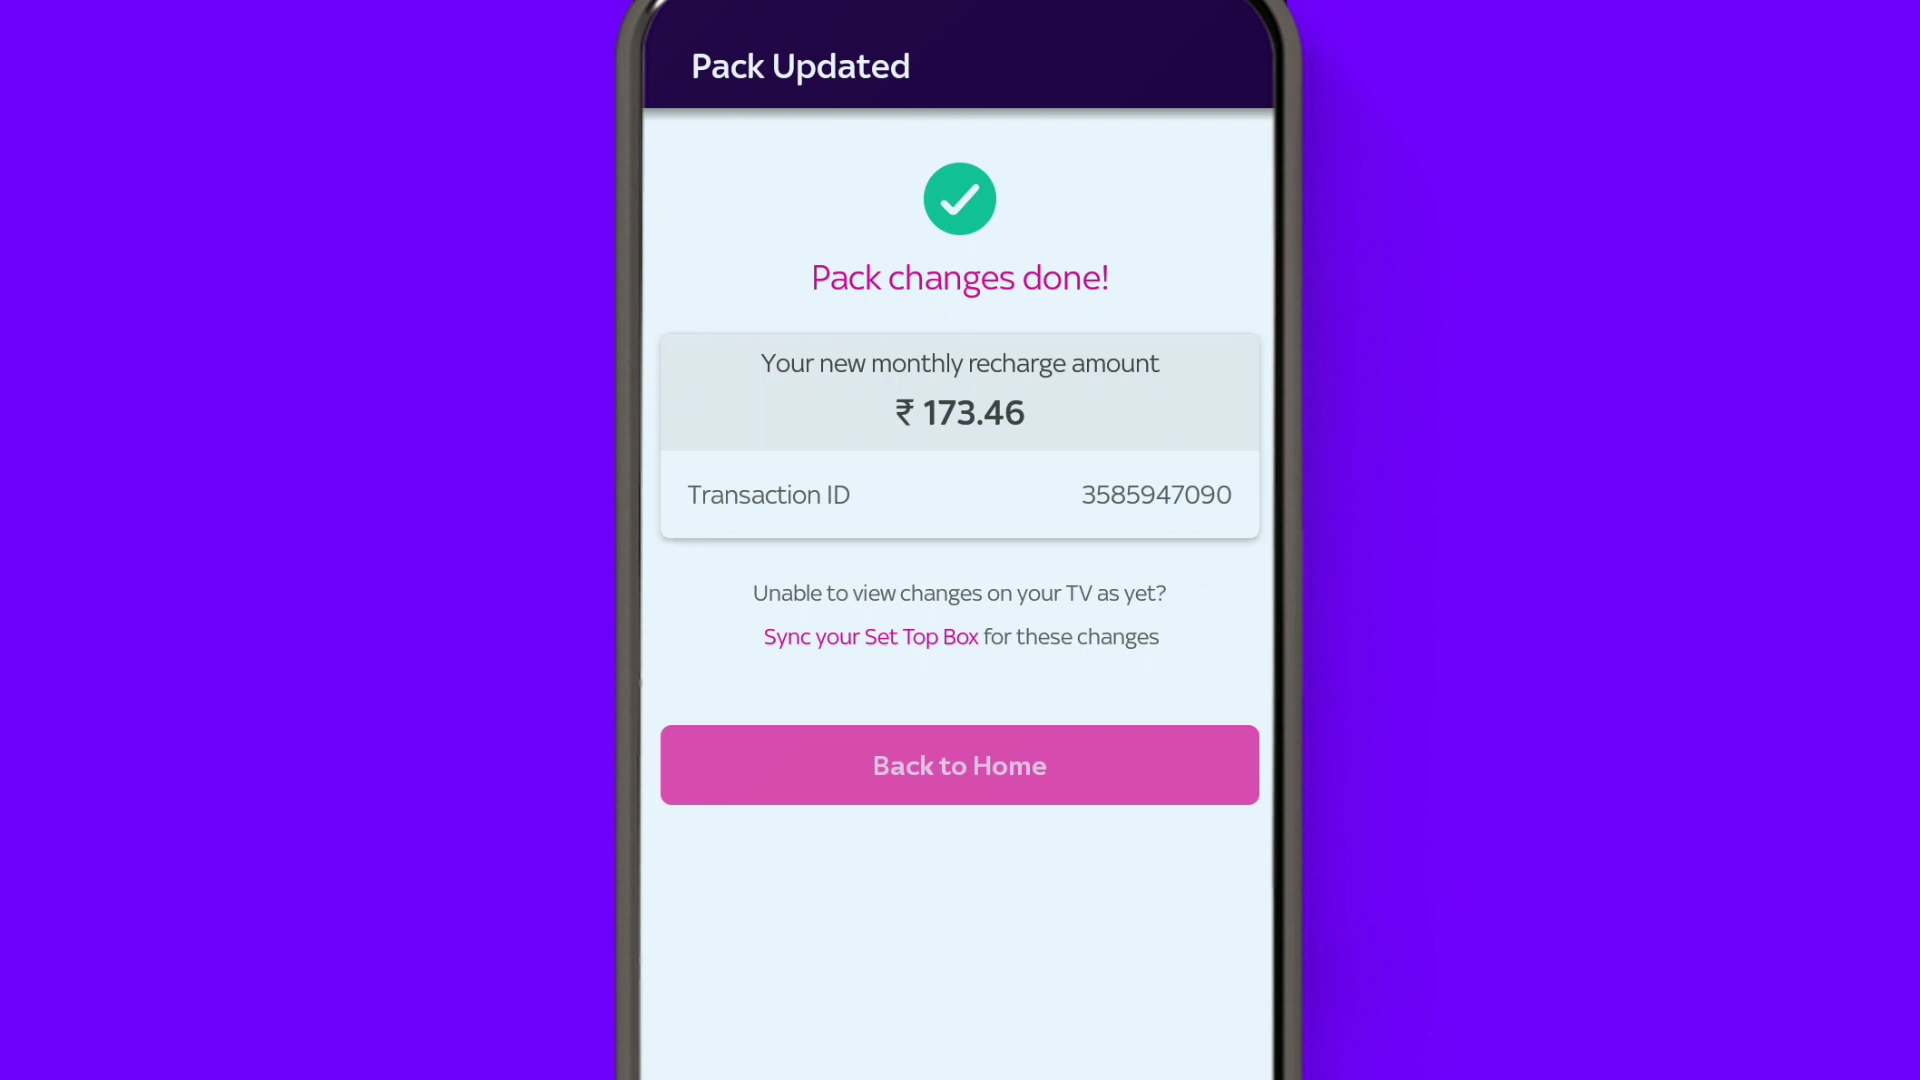 Pack Updated
Pack changes done!
Your new monthly recharge amount
₹ 173.46
Transaction ID 3585947090
Unable to view changes on your TV as yet?
Sync your Set Top Box for these changes
Back to Home